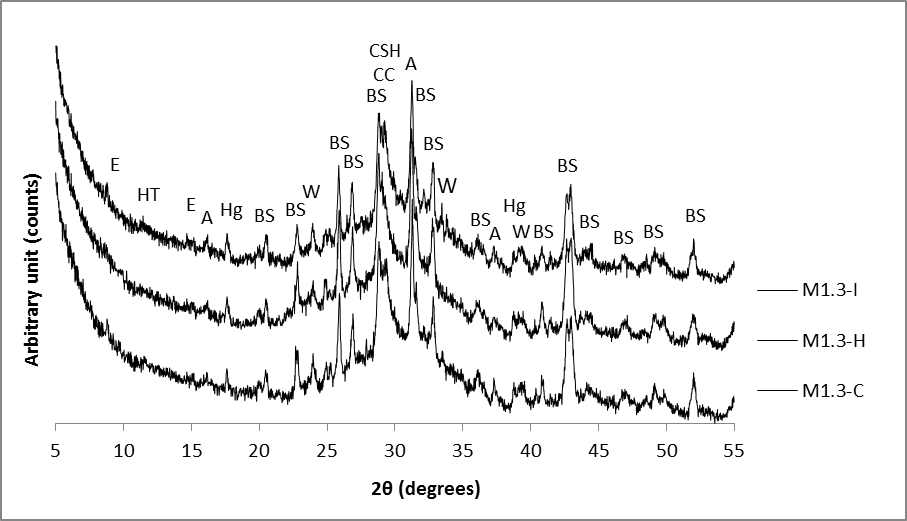 CSH
CC
A
BS
BS
BS
BS
BS
E
HT
E
A
Hg
BS
BS
W
W
BS
A
Hg
W
BS
BS
BS
BS
BS
BS
Arbitrary unit (counts)
M1.3-I
M1.3-H
M1.3-C
5 10 15 20 25 30 35 40 45 50 55
2θ (degrees)